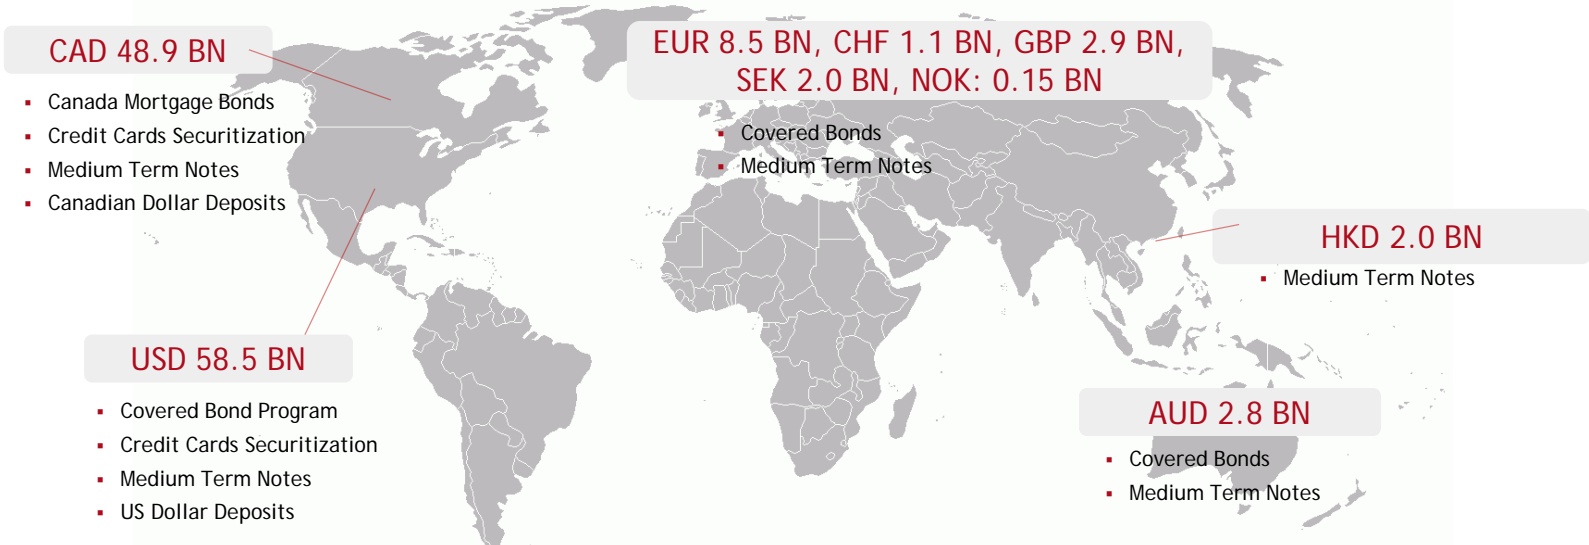 CAD 48.9 BN
▪ Canada Mortgage Bonds
▪ Credit Cards Securitization
▪ Medium Term Notes
▪ Canadian Dollar Deposits
EUR 8.5 BN, CHF 1.1 BN, GBP 2.9 BN,
SEK 2.0 BN, NOK: 0.15 BN
▪ Covered Bonds
▪ Medium Term Notes
HKD 2.0 BN
▪ Medium Term Notes
USD 58.5 BN
▪ Covered Bond Program
▪ Credit Cards Securitization
▪ Medium Term Notes
▪ US Dollar Deposits
AUD 2.8 BN
▪ Covered Bonds
▪ Medium Term Notes